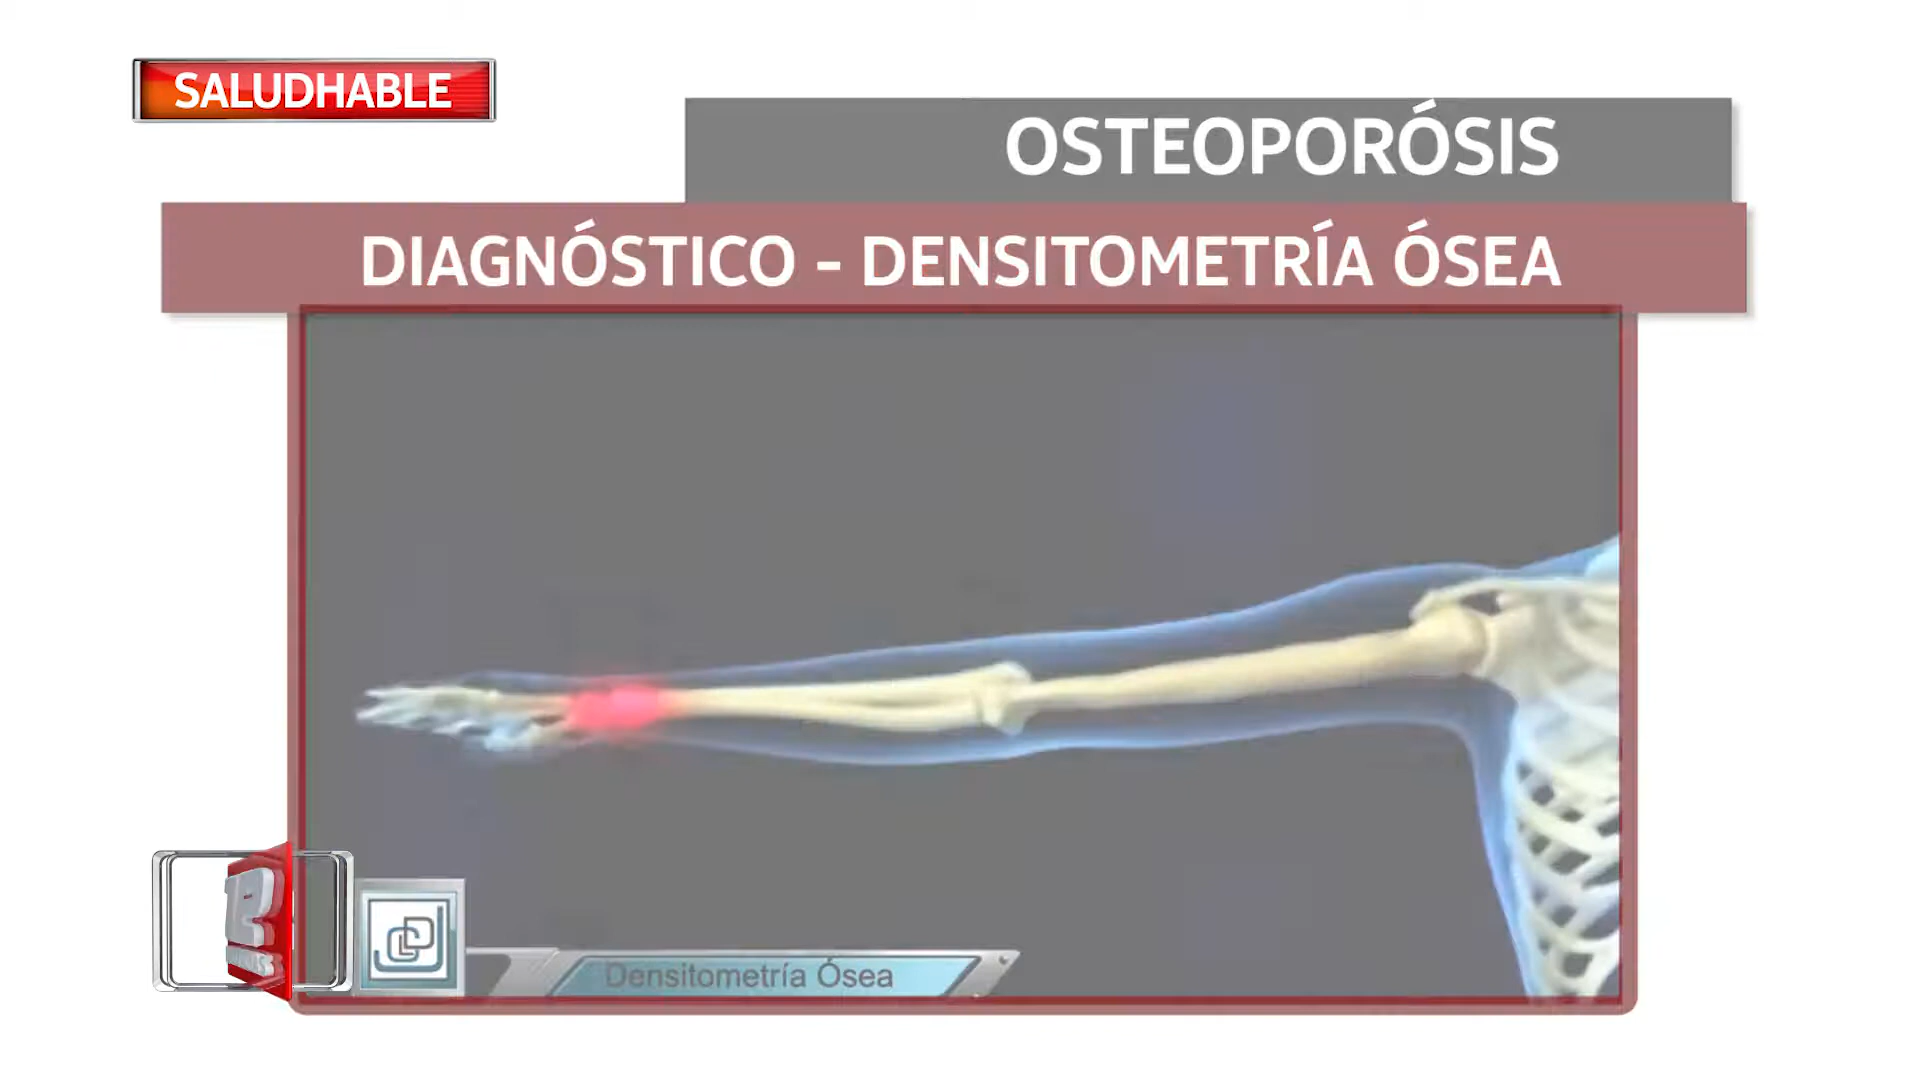 SALUDHABLE
OSTEOPORÓSIS
DIAGNÓSTICO - DENSITOMETRÍA ÓSEA
Densitometría Ósea